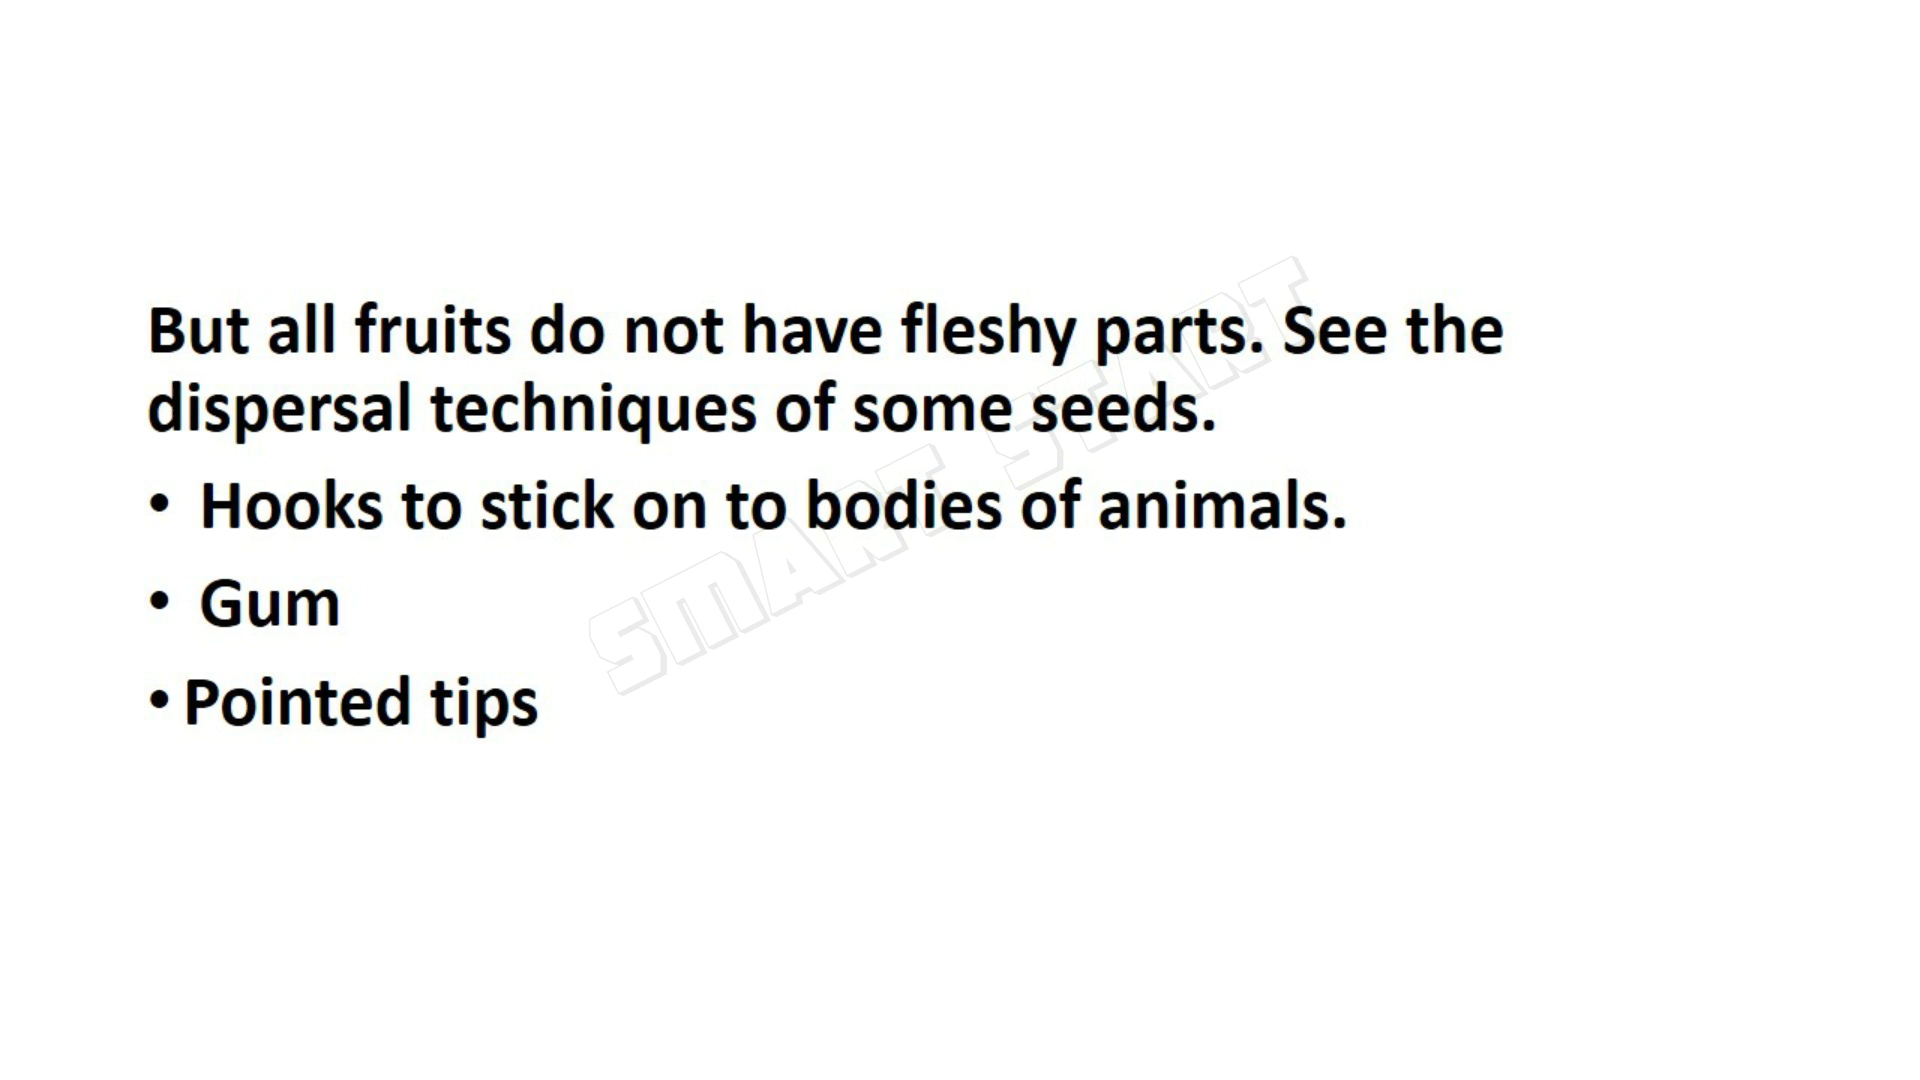 But all fruits do not have fleshy parts. See the
dispersal techniques of some seeds.
• Hooks to stick on to bodies of animals.
• Gum
• Pointed tips
SMART START